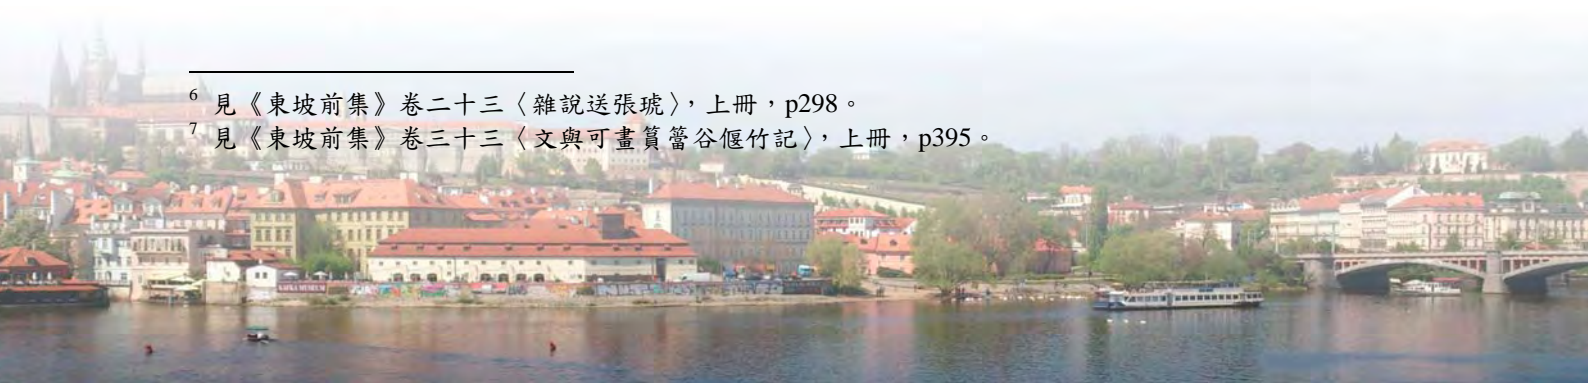 6 見《東坡前集》卷二十三〈雜說送張琥〉，上冊，p298。
7 見《東坡前集》卷三十三〈文與可畫篔簹谷偃竹記〉，上冊，p395。
KAFKA MUSEUM